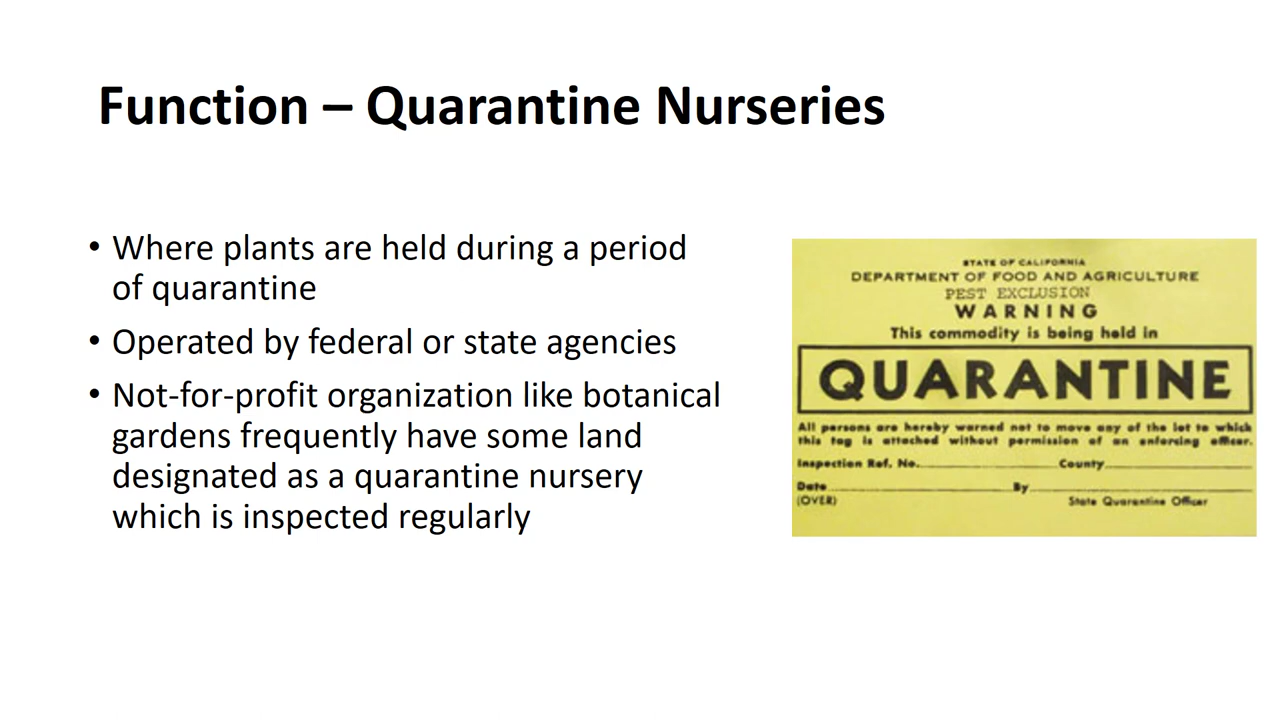 Function – Quarantine Nurseries
• Where plants are held during a period
of quarantine
• Operated by federal or state agencies
• Not-for-profit organization like botanical
gardens frequently have some land
designated as a quarantine nursery
which is inspected regularly
STATE OF CALIFORNIA
DEPARTMENT OF FOOD AND AGRICULTURE
PEST EXCLUSION
WARNING
This commodity is being held in
QUARANTINE
All persons are hereby warned not to move any of the lot to which
this tag is attached without permission of an enforcing officer.
Inspection Ref. No. County
Date By
(OVER) State Quarantine Officer